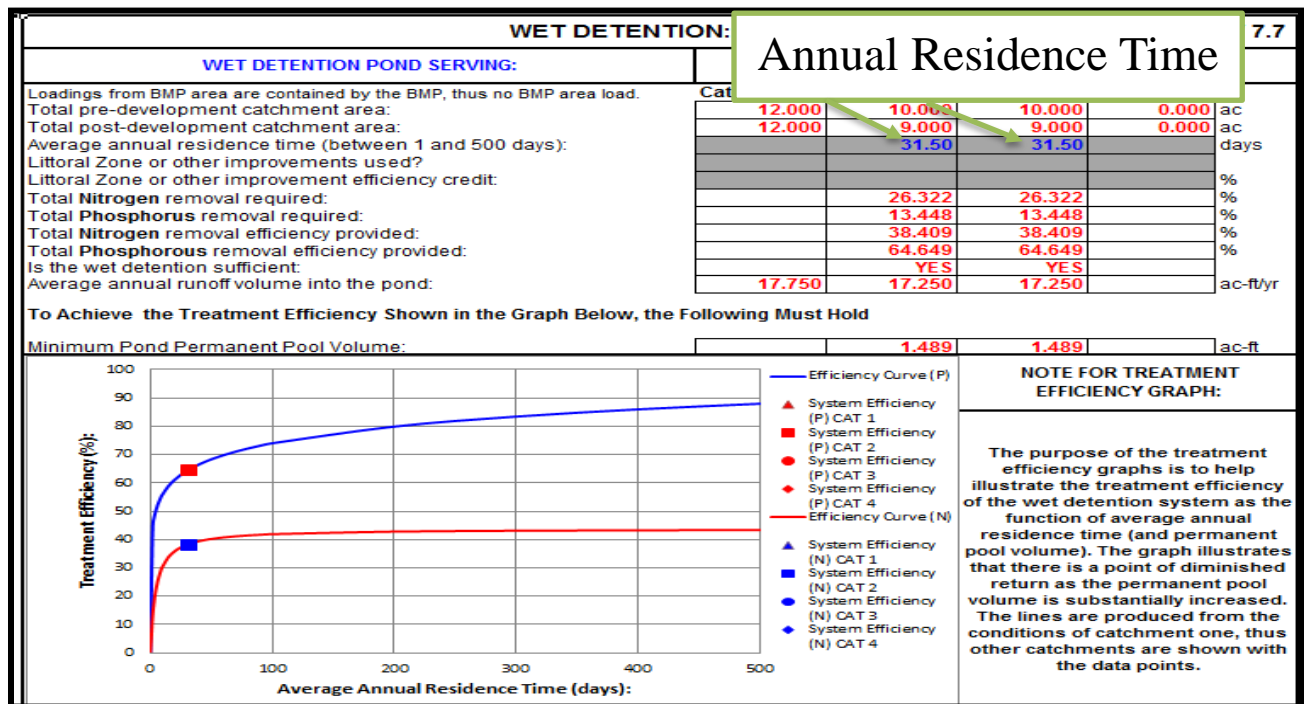 WET DETENTION:
7.7
Annual Residence Time
WET DETENTION POND SERVING:
Loadings from BMP area are contained by the BMP, thus no BMP area load.
Total pre-development catchment area: 12.000 10.000 10.000 0.000 ac
Total post-development catchment area: 12.000 9.000 9.000 0.000 ac
Average annual residence time (between 1 and 500 days): 31.50 31.50 days
Littoral Zone or other improvements used?
Littoral Zone or other improvement efficiency credit: %
Total Nitrogen removal required: 26.322 26.322 %
Total Phosphorus removal required: 13.448 13.448 %
Total Nitrogen removal efficiency provided: 38.409 38.409 %
Total Phosphorous removal efficiency provided: 64.649 64.649 %
Is the wet detention sufficient: YES YES
Average annual runoff volume into the pond: 17.750 17.250 17.250 ac-ft/yr
To Achieve the Treatment Efficiency Shown in the Graph Below, the Following Must Hold
Minimum Pond Permanent Pool Volume: 1.489 1.489 ac-ft
Treatment Efficiency (%):
100
90
80
70
60
50
40
30
20
10
0
0 100 200 300 400 500
Average Annual Residence Time (days):
Efficiency Curve (P)
System Efficiency
(P) CAT 1
System Efficiency
(P) CAT 2
System Efficiency
(P) CAT 3
System Efficiency
(P) CAT 4
Efficiency Curve (N)
System Efficiency
(N) CAT 1
System Efficiency
(N) CAT 2
System Efficiency
(N) CAT 3
System Efficiency
(N) CAT 4
NOTE FOR TREATMENT
EFFICIENCY GRAPH:
The purpose of the treatment
efficiency graphs is to help
illustrate the treatment efficiency
of the wet detention system as the
function of average annual
residence time (and permanent
pool volume). The graph illustrates
that there is a point of diminished
return as the permanent pool
volume is substantially increased.
The lines are produced from the
conditions of catchment one, thus
other catchments are shown with
the data points.